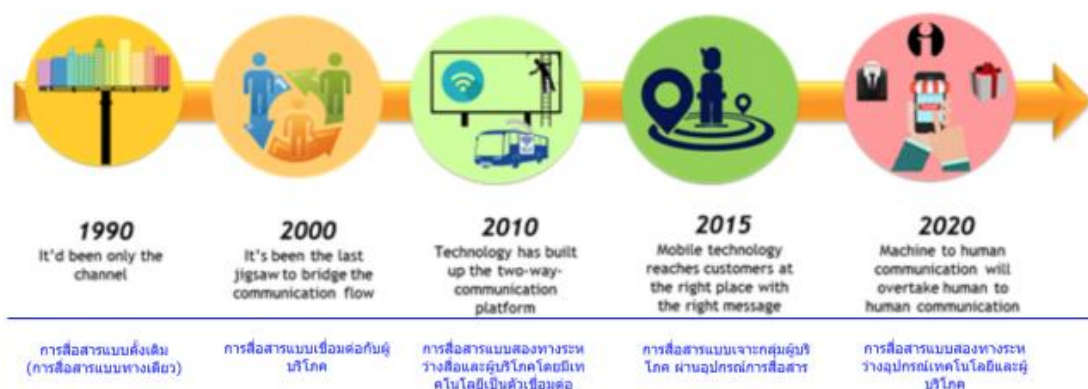 1990
It'd been only the
channel
2000
It's been the last
jigsaw to bridge the
communication flow
2010
Technology has built
up the two-way-
communication
platform
2015
Mobile technology
reaches customers at
the right place with
the right message
2020
Machine to human
communication will
overtake human to
human communication
การสื่อสารแบบดั้งเดิม
(การสื่อสารแบบทางเดียว)
การสื่อสารแบบเชื่อมต่อกับผู้
บริโภค
การสื่อสารแบบสองทางระห
ว่างสื่อและผู้บริโภคโดยมีเท
คโนโลยีเป็นตัวเชื่อมต่อ
การสื่อสารแบบเจาะกลุ่มผู้บริ
โภค ผ่านอุปกรณ์การสื่อสาร
การสื่อสารแบบสองทางระห
ว่างอุปกรณ์เทคโนโลยีและผู้
บริโภค